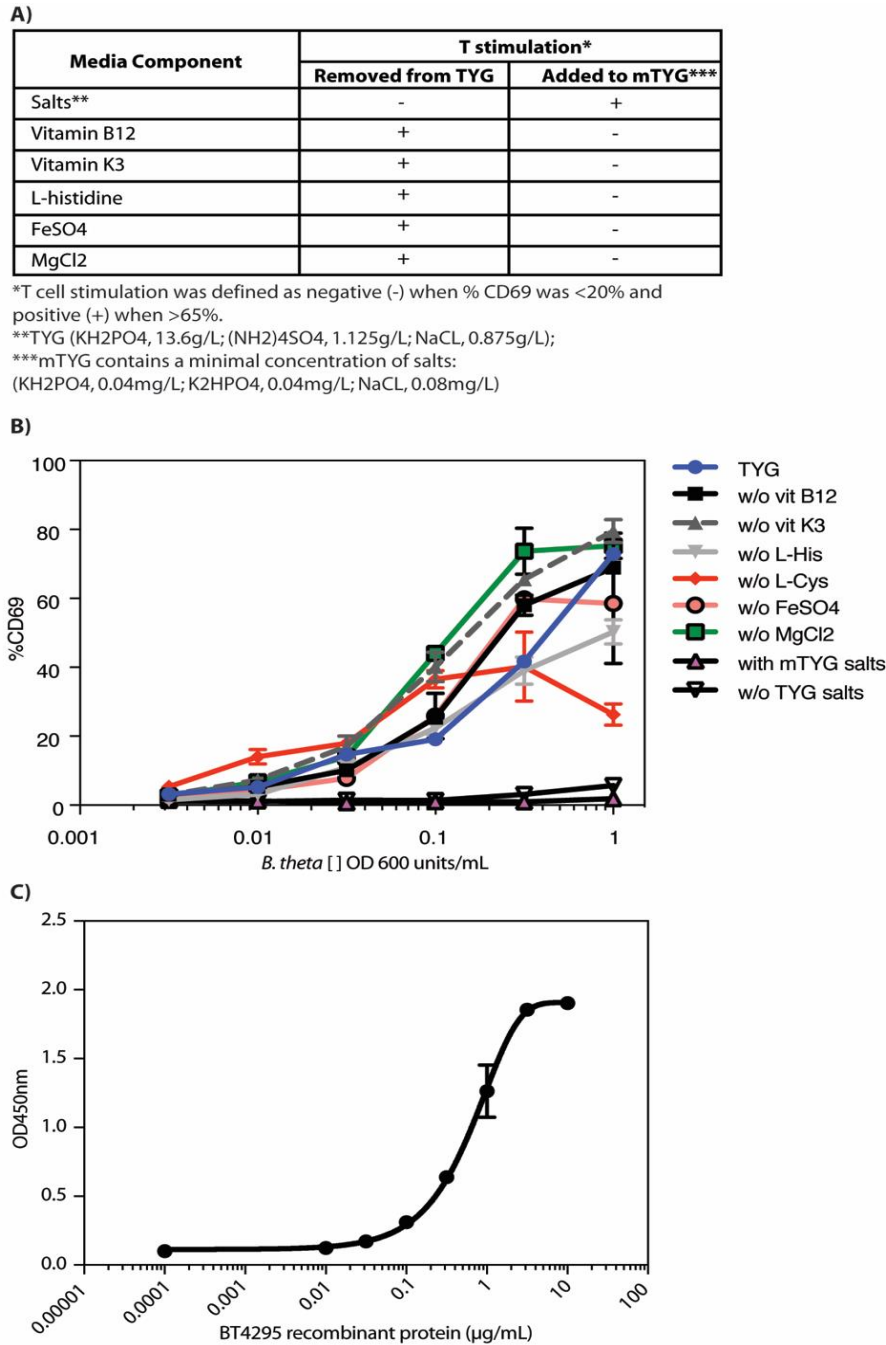 A)
Media Component
T stimulation*
Removed from TYG
Added to mTYG***
Salts**
-
+
Vitamin B12
+
-
Vitamin K3
+
-
L-histidine
+
-
FeSO4
+
-
MgCl2
+
-
*T cell stimulation was defined as negative (-) when % CD69 was <20% and
positive (+) when >65%.
**TYG (KH2PO4, 13.6g/L; (NH2)4SO4, 1.125g/L; NaCL, 0.875g/L);
***mTYG contains a minimal concentration of salts:
(KH2PO4, 0.04mg/L; K2HPO4, 0.04mg/L; NaCL, 0.08mg/L)
B)
100
80
60
40
20
0
%CD69
0.001
0.01
0.1
1
B. theta [ ] OD 600 units/mL
TYG
w/o vit B12
w/o vit K3
w/o L-His
w/o L-Cys
w/o FeSO4
w/o MgCl2
with mTYG salts
w/o TYG salts
C)
2.5
2.0
1.5
1.0
0.5
0.0
OD450nm
0.00001
0.0001
0.001
0.01
0.1
1
10
100
BT4295 recombinant protein (µg/mL)